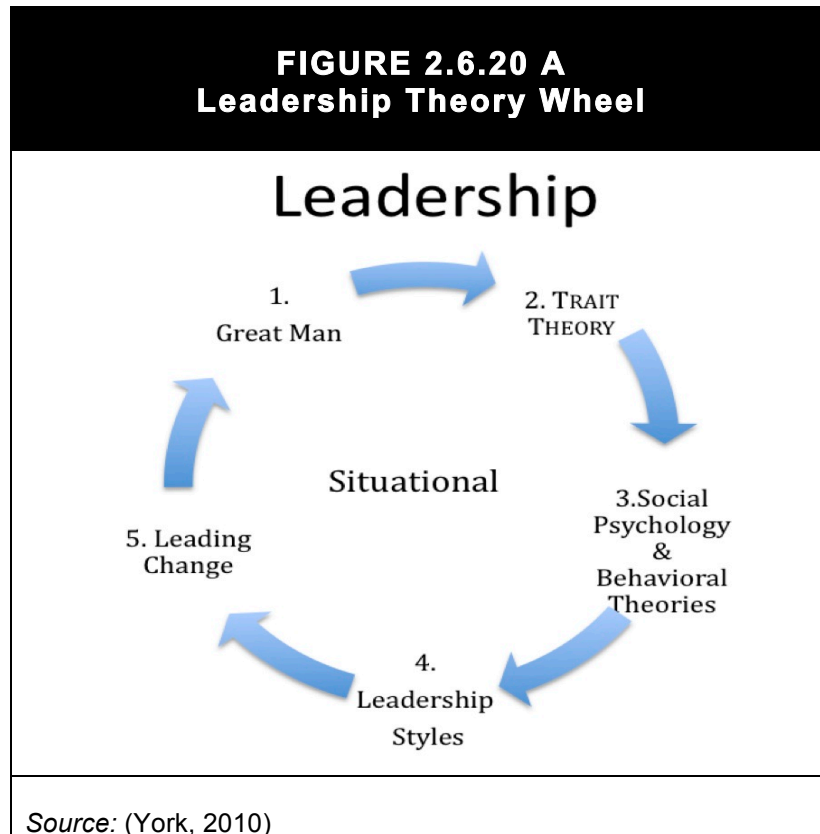 FIGURE 2.6.20 A
Leadership Theory Wheel
Leadership
1.
Great Man
2. TRAIT
THEORY
3.Social
Psychology
&
Behavioral
Theories
4.
Leadership
Styles
5. Leading
Change
Situational
Source: (York, 2010)